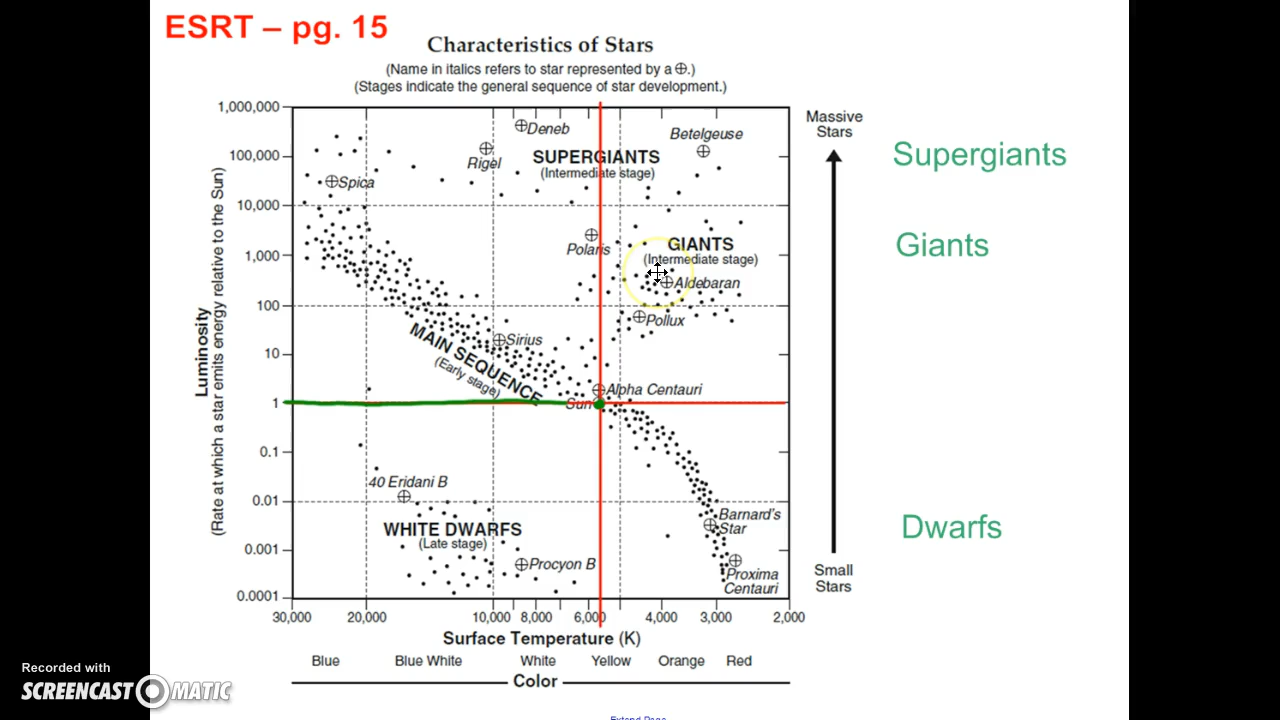 ESRT – pg. 15
Characteristics of Stars
(Name in italics refers to star represented by a ⊕.)
(Stages indicate the general sequence of star development.)
Luminosity
(Rate at which a star emits energy relative to the Sun)
1,000,000
100,000
10,000
1,000
100
10
1
0.1
0.01
0.001
0.0001
Deneb
Betelgeuse
Rigel
SUPERGIANTS
(Intermediate stage)
Spica
Polaris
GIANTS
(Intermediate stage)
Aldebaran
Pollux
Sirius
MAIN SEQUENCE
(Early stage)
Alpha Centauri
Sun
40 Eridani B
WHITE DWARFS
(Late stage)
Procyon B
Barnard's
Star
Proxima
Centauri
Massive
Stars
Small
Stars
Supergiants
Giants
Dwarfs
30,000 20,000 10,000 8,000 6,000 4,000 3,000 2,000
Surface Temperature (K)
Blue Blue White White Yellow Orange Red
Color
Recorded with
SCREENCAST MATIC
Extend Page